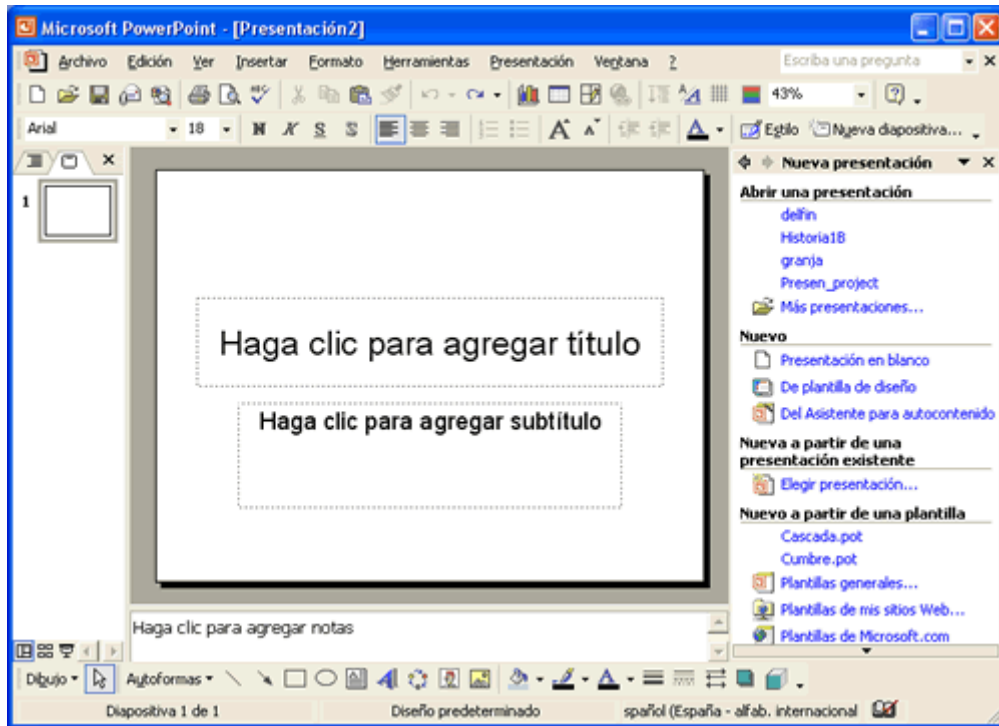 Microsoft PowerPoint - [Presentación2]
Archivo Edición Ver Insertar Formato Herramientas Presentación Ventana ? Escriba una pregunta
43%
Arial 18 N K S S Estilo Nueva diapositiva...
Nueva presentación
1
Abrir una presentación
delfin
Historia1B
granja
Presen_project
Más presentaciones...
Nuevo
Presentación en blanco
De plantilla de diseño
Del Asistente para autocontenido
Nueva a partir de una
presentación existente
Elegir presentación...
Nuevo a partir de una plantilla
Cascada.pot
Cumbre.pot
Plantillas generales...
Plantillas de mis sitios Web...
Plantillas de Microsoft.com
Haga clic para agregar título
Haga clic para agregar subtítulo
Haga clic para agregar notas
Dibujo Autoformas
Diapositiva 1 de 1 Diseño predeterminado spañol (España - alfab. internacional